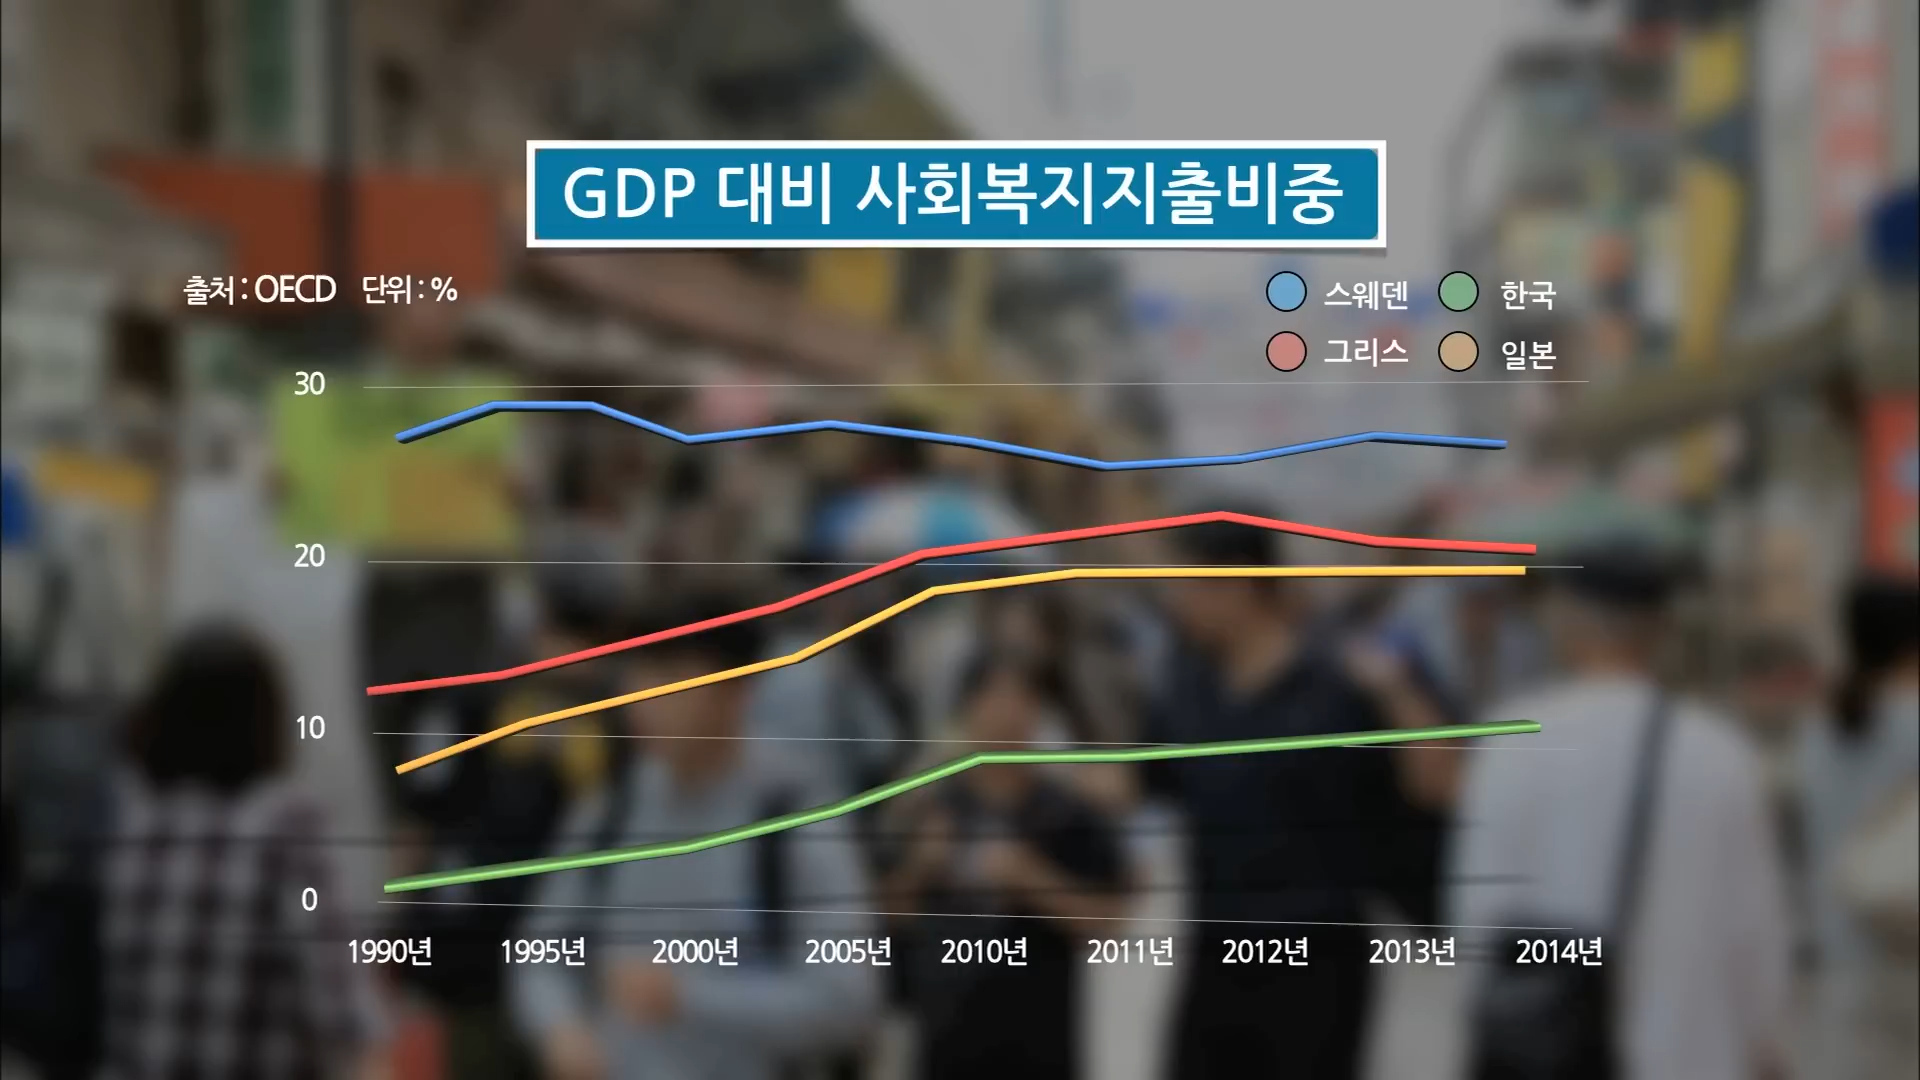 GDP 대비 사회복지지출비중
출처 : OECD 단위 : %
스웨덴 한국
그리스 일본
30
20
10
0
1990년 1995년 2000년 2005년 2010년 2011년 2012년 2013년 2014년